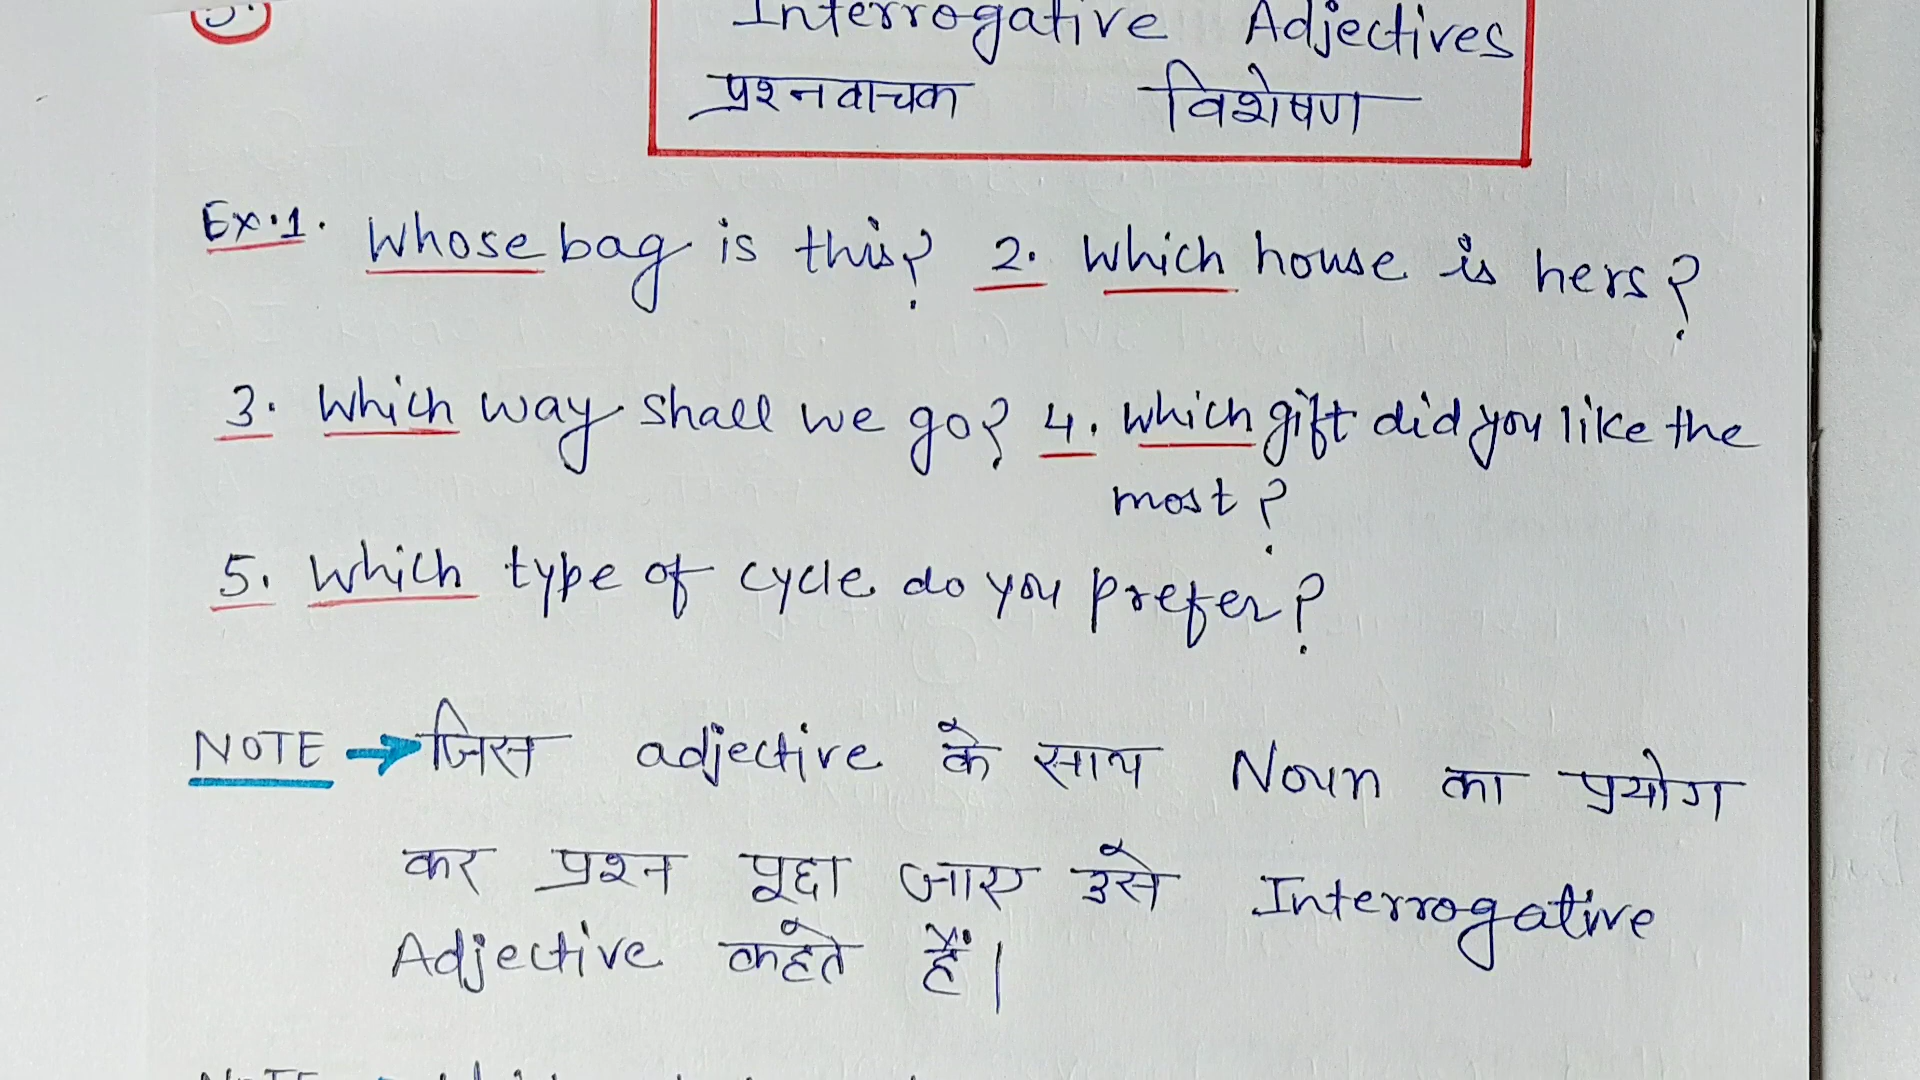 Interrogative Adjectives
प्रश्नवाचक विशेषण
Ex.1. Whose bag is this? 2. Which house is hers?
3. Which way shall we go? 4. Which gift did you like the
most?
5. Which type of cycle do you prefer?
NOTE → जिस adjective के साथ Noun का प्रयोग
कर प्रश्न पूछा जाए उसे Interrogative
Adjective कहते हैं।